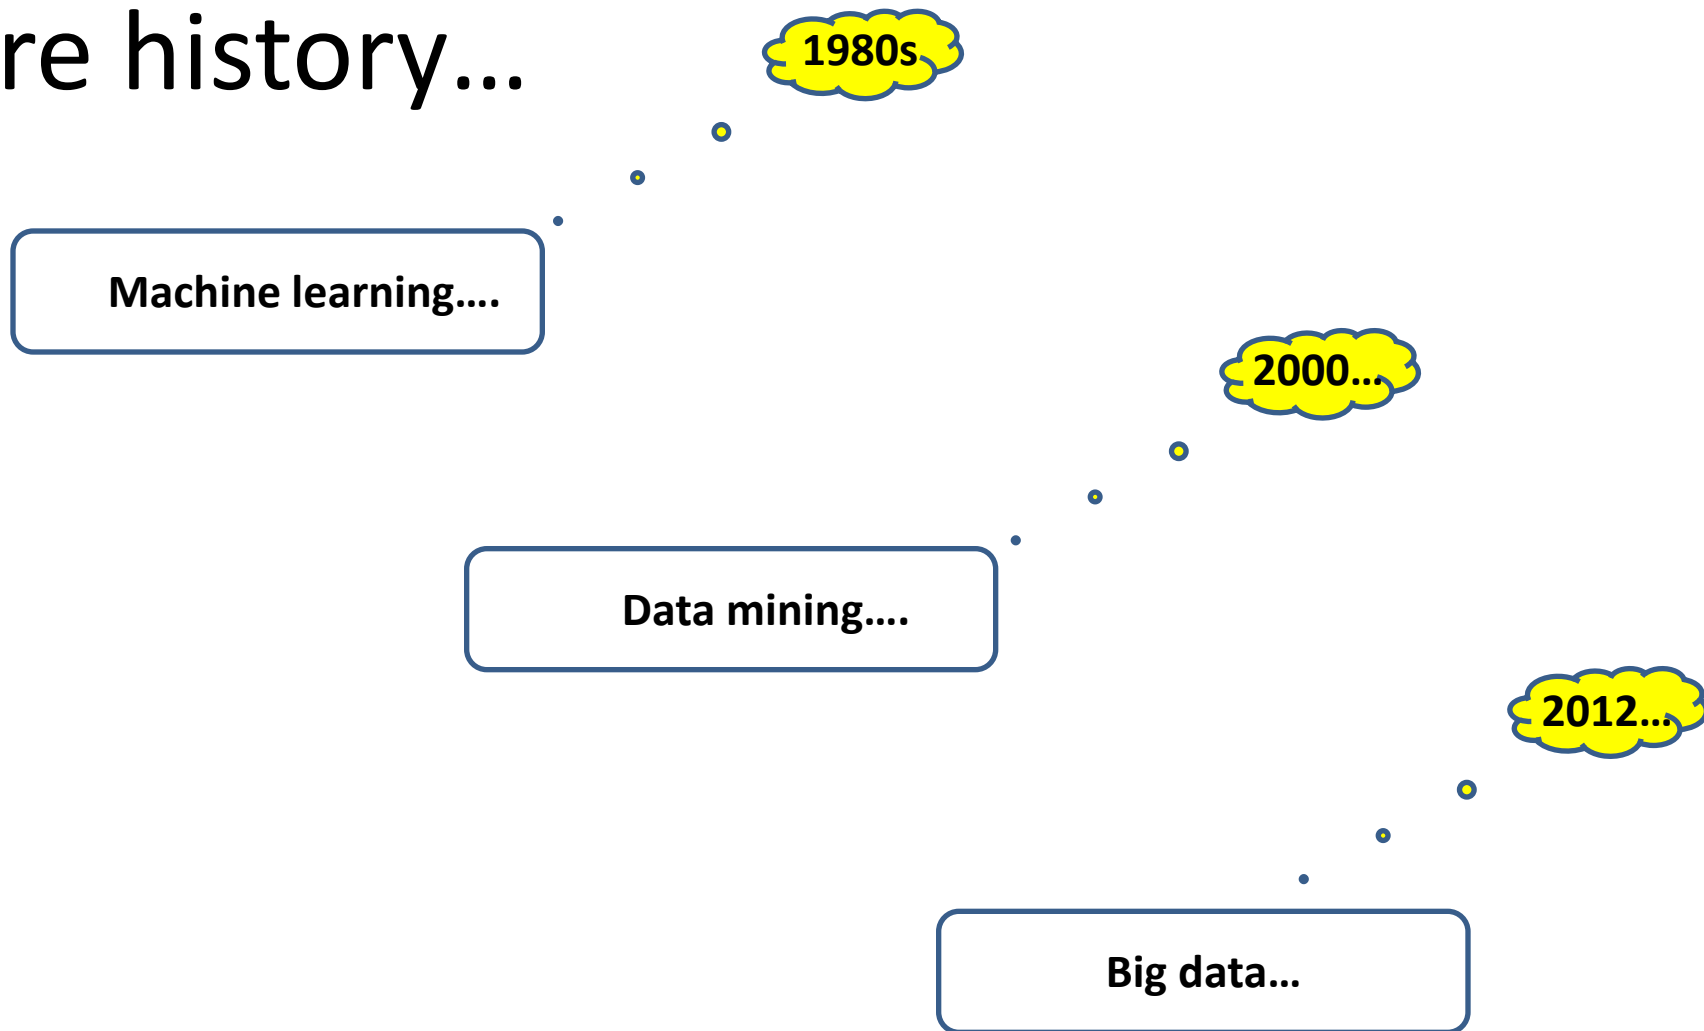 re history…
1980s
Machine learning….
2000…
Data mining….
2012…
Big data…